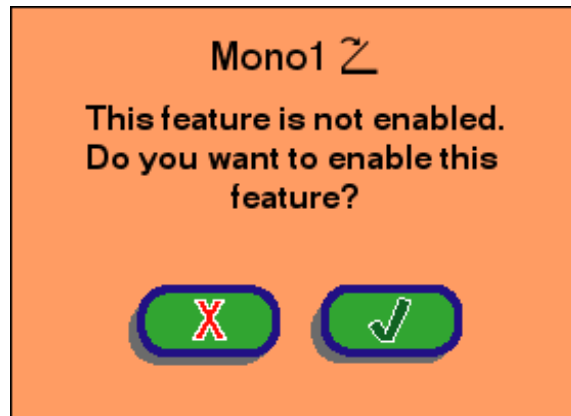 Mono1
This feature is not enabled.
Do you want to enable this
feature?
X